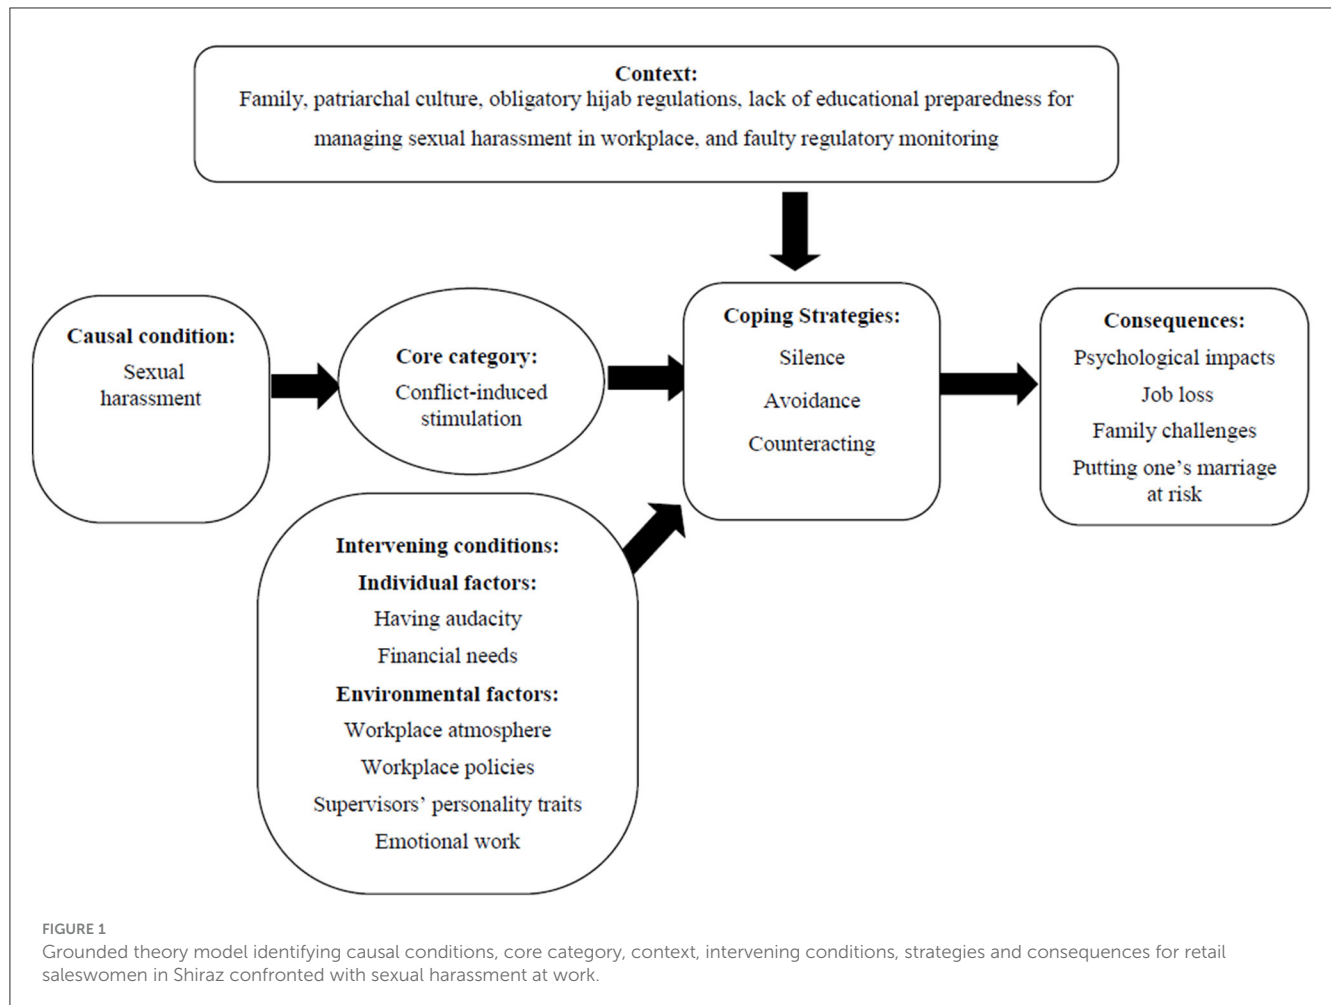 Context:
Family, patriarchal culture, obligatory hijab regulations, lack of educational preparedness for
managing sexual harassment in workplace, and faulty regulatory monitoring
Causal condition:
Sexual
harassment
Core category:
Conflict-induced
stimulation
Coping Strategies:
Silence
Avoidance
Counteracting
Consequences:
Psychological impacts
Job loss
Family challenges
Putting one’s marriage
at risk
Intervening conditions:
Individual factors:
Having audacity
Financial needs
Environmental factors:
Workplace atmosphere
Workplace policies
Supervisors’ personality traits
Emotional work
FIGURE 1
Grounded theory model identifying causal conditions, core category, context, intervening conditions, strategies and consequences for retail
saleswomen in Shiraz confronted with sexual harassment at work.